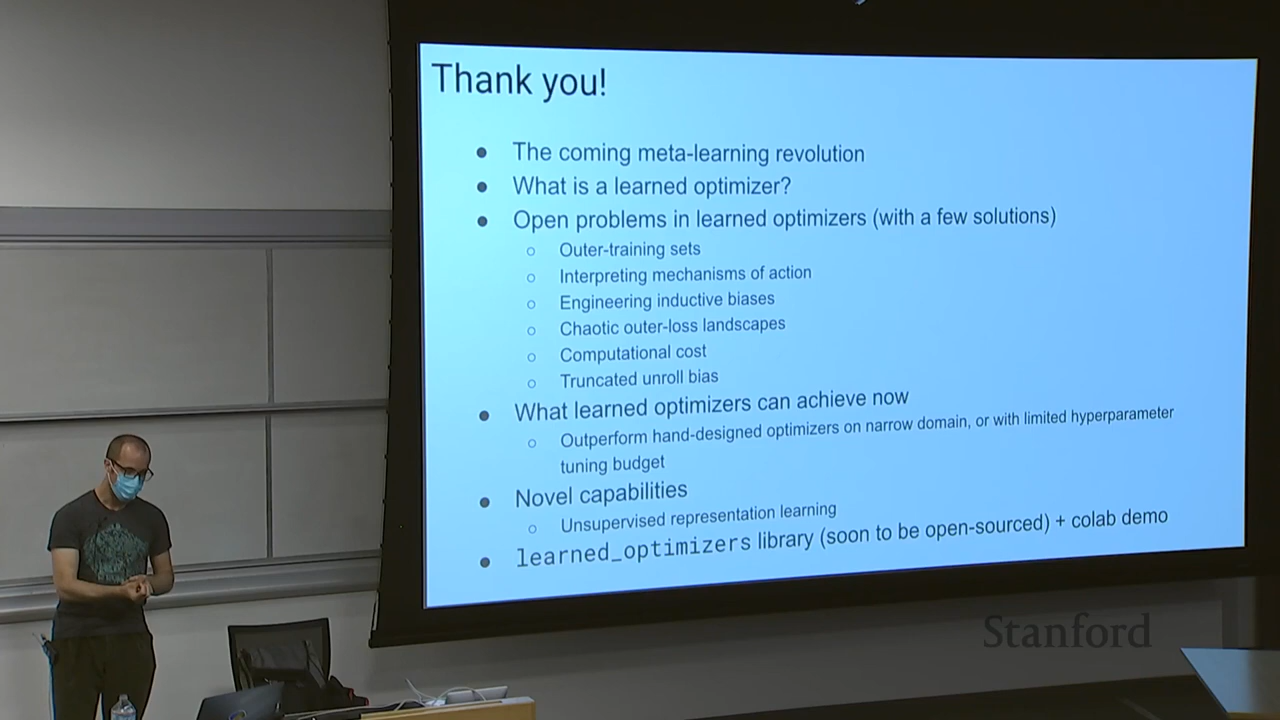 Thank you!
The coming meta-learning revolution
What is a learned optimizer?
Open problems in learned optimizers (with a few solutions)
Outer-training sets
Interpreting mechanisms of action
Engineering inductive biases
Chaotic outer-loss landscapes
Computational cost
Truncated unroll bias
What learned optimizers can achieve now
Outperform hand-designed optimizers on narrow domain, or with limited hyperparameter
tuning budget
Novel capabilities
Unsupervised representation learning
learned_optimizers library (soon to be open-sourced) + colab demo
Stanford